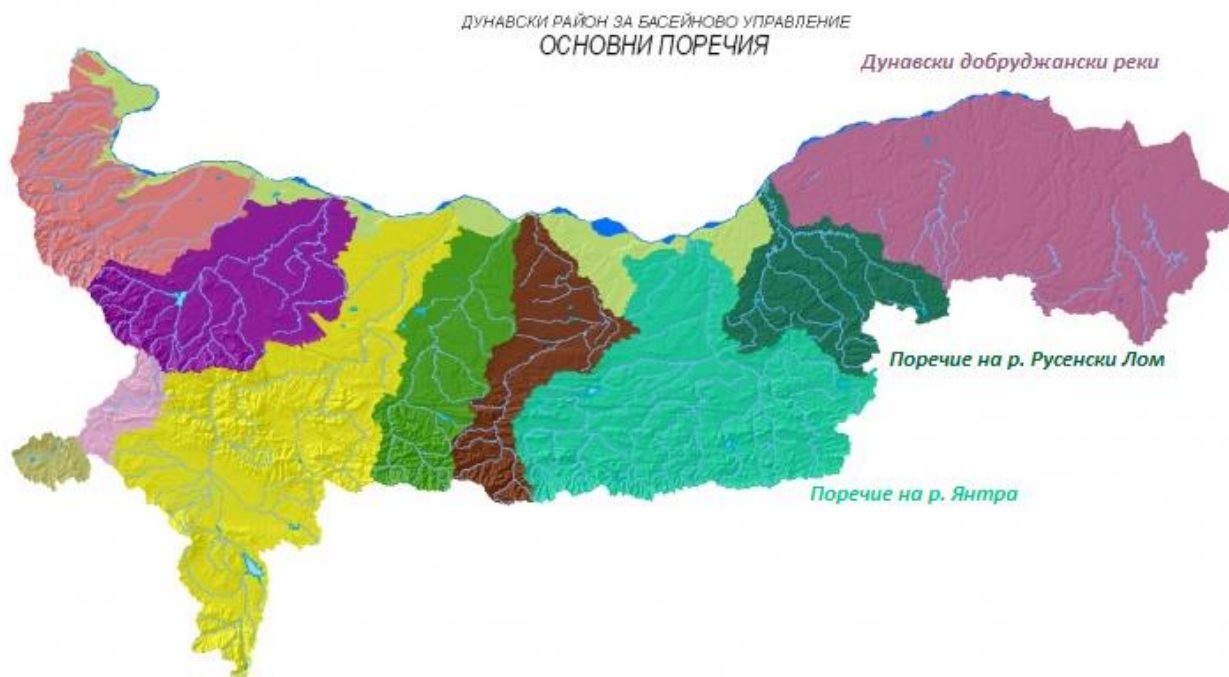 ДУНАВСКИ РАЙОН ЗА БАСЕЙНОВО УПРАВЛЕНИЕ
ОСНОВНИ ПОРЕЧИЯ
Дунавски добруджански реки
Поречие на р. Русенски Лом
Поречие на р. Янтра